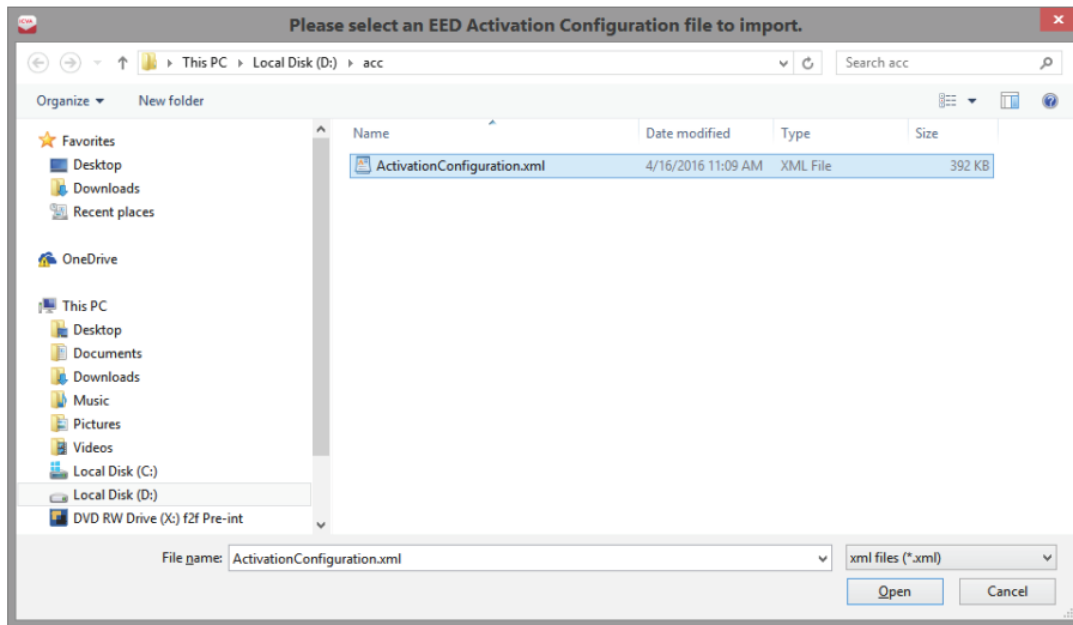 Please select an EED Activation Configuration file to import.
This PC Local Disk (D:) acc
Search acc
Organize New folder
Name Date modified Type Size
ActivationConfiguration.xml 4/16/2016 11:09 AM XML File 392 KB
Favorites
Desktop
Downloads
Recent places
OneDrive
This PC
Desktop
Documents
Downloads
Music
Pictures
Videos
Local Disk (C:)
Local Disk (D:)
DVD RW Drive (X:) f2f Pre-int
File name: ActivationConfiguration.xml xml files (*.xml)
Open Cancel